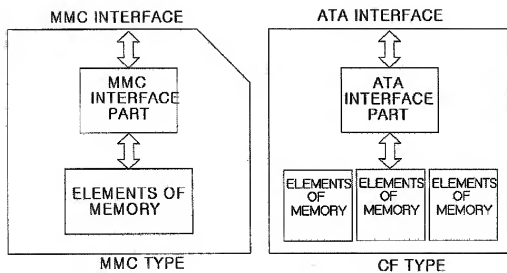 MMC INTERFACE
MMC
INTERFACE
PART
ELEMENTS OF
MEMORY
MMC TYPE
ATA INTERFACE
ATA
INTERFACE
PART
ELEMENTS
OF
MEMORY
ELEMENTS
OF
MEMORY
ELEMENTS
OF
MEMORY
CF TYPE